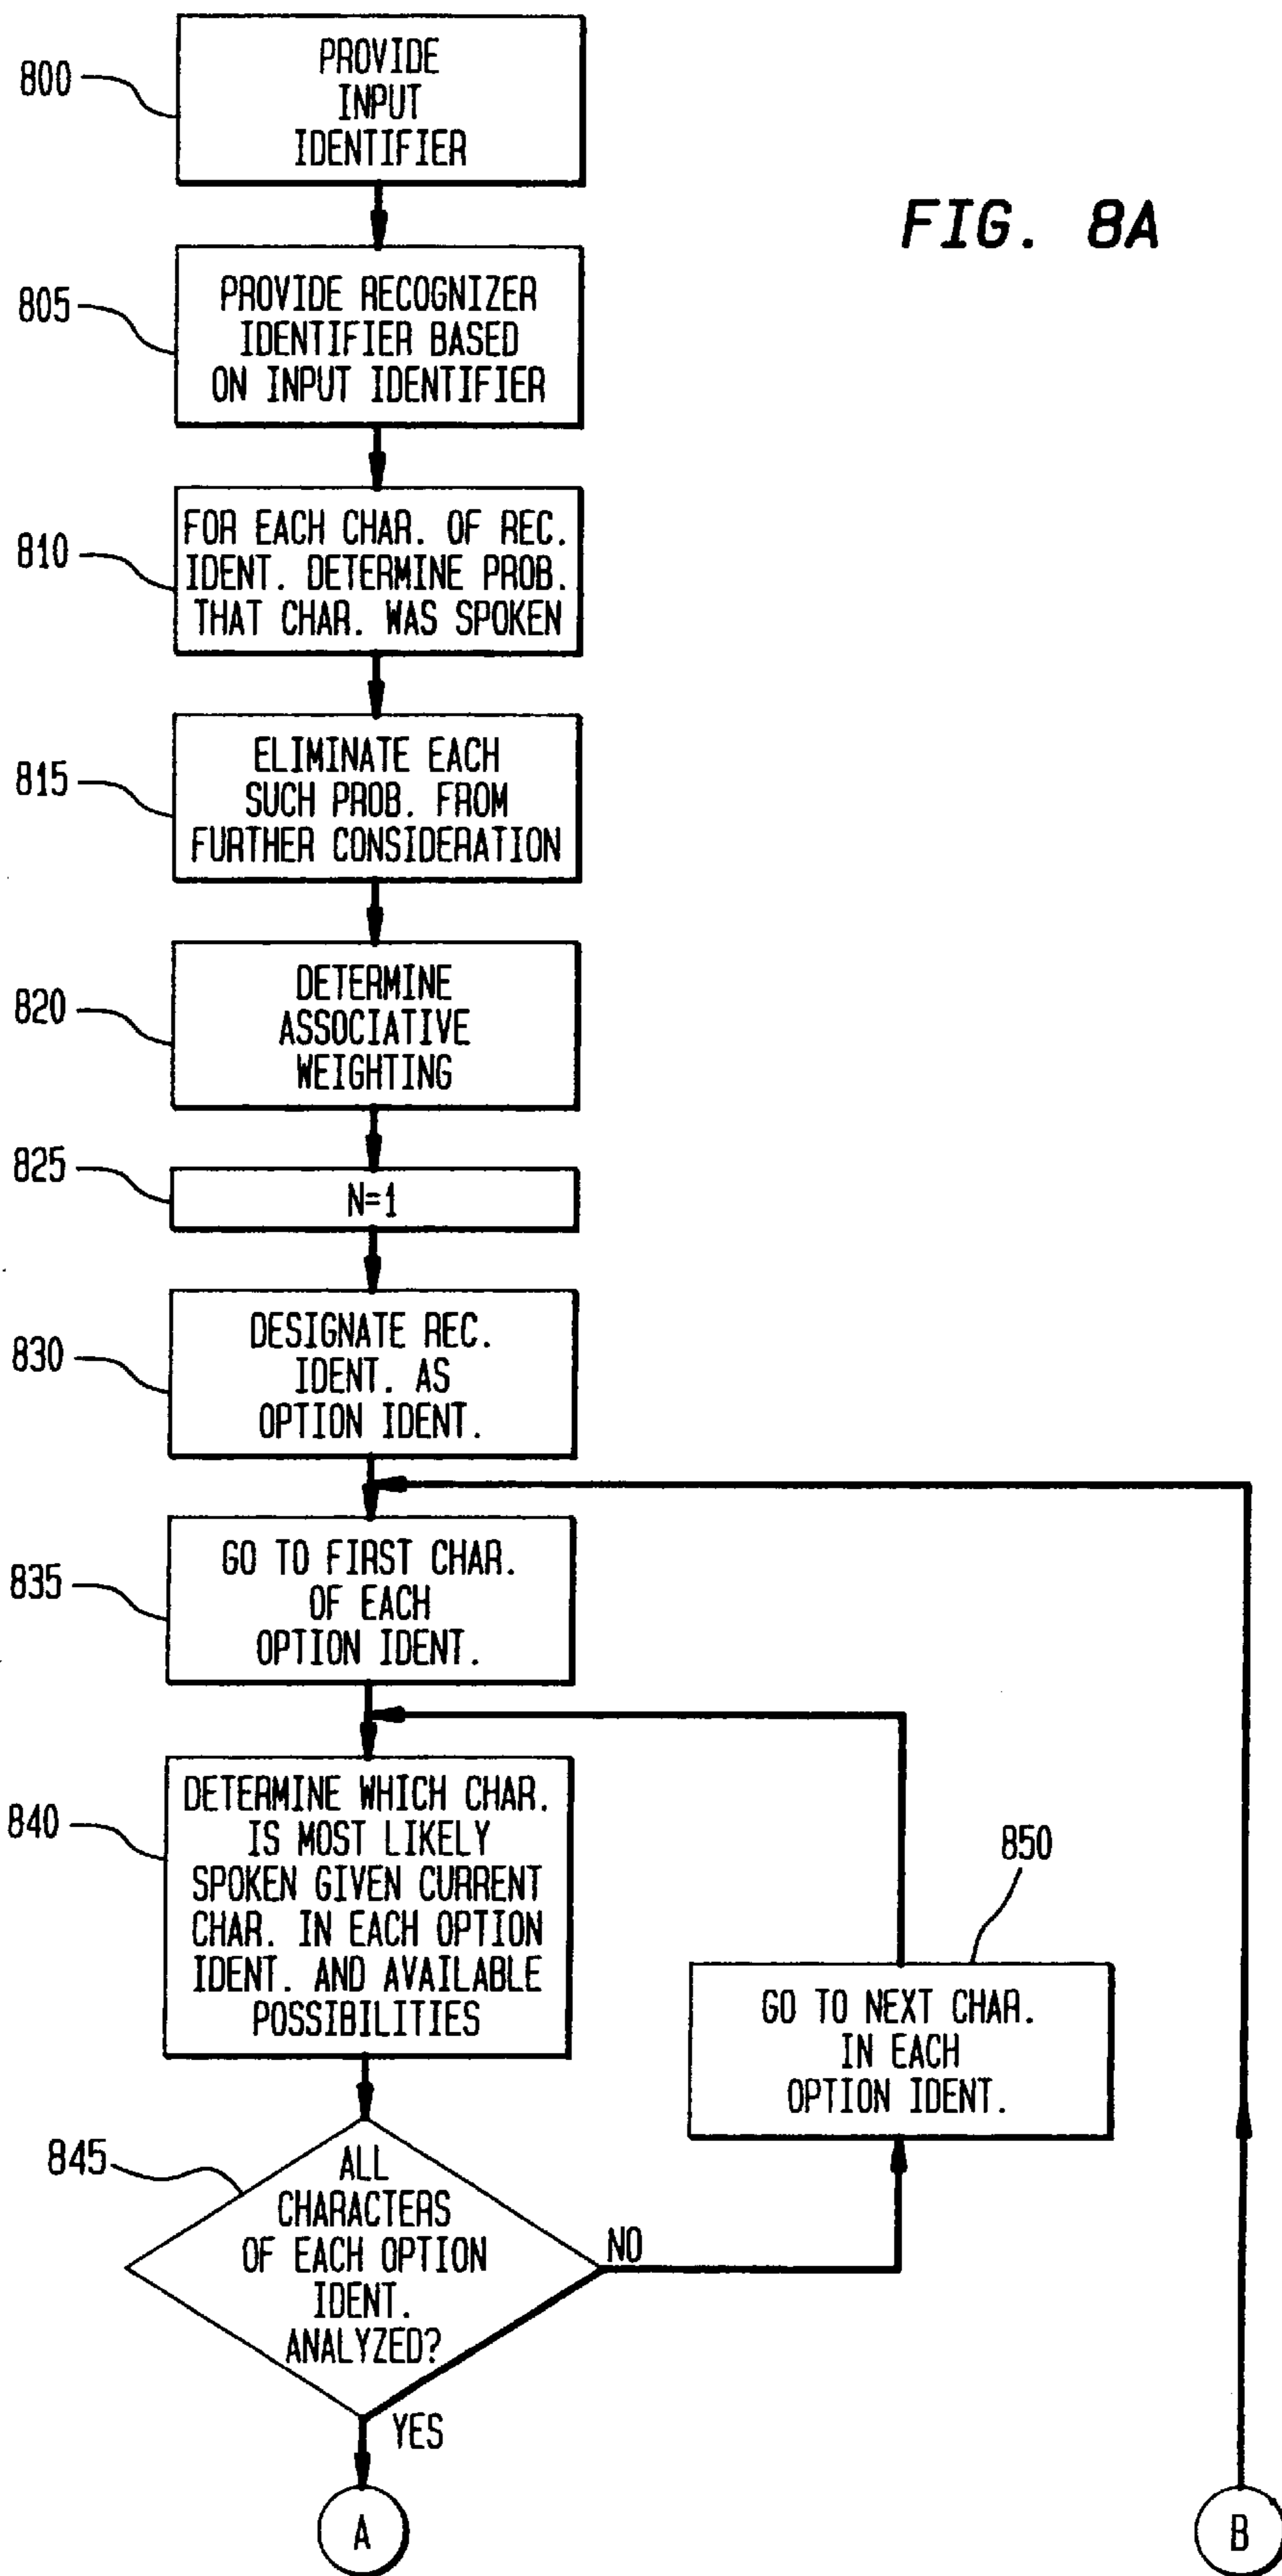 800
PROVIDE
INPUT
IDENTIFIER
FIG. 8A
805
PROVIDE RECOGNIZER
IDENTIFIER BASED
ON INPUT IDENTIFIER
810
FOR EACH CHAR. OF REC.
IDENT. DETERMINE PROB.
THAT CHAR. WAS SPOKEN
815
ELIMINATE EACH
SUCH PROB. FROM
FURTHER CONSIDERATION
820
DETERMINE
ASSOCIATIVE
WEIGHTING
825
N=1
830
DESIGNATE REC.
IDENT. AS
OPTION IDENT.
835
GO TO FIRST CHAR.
OF EACH
OPTION IDENT.
840
DETERMINE WHICH CHAR.
IS MOST LIKELY
SPOKEN GIVEN CURRENT
CHAR. IN EACH OPTION
IDENT. AND AVAILABLE
POSSIBILITIES
850
GO TO NEXT CHAR.
IN EACH
OPTION IDENT.
845
ALL
CHARACTERS
OF EACH OPTION
IDENT.
ANALYZED?
NO
YES
A
B